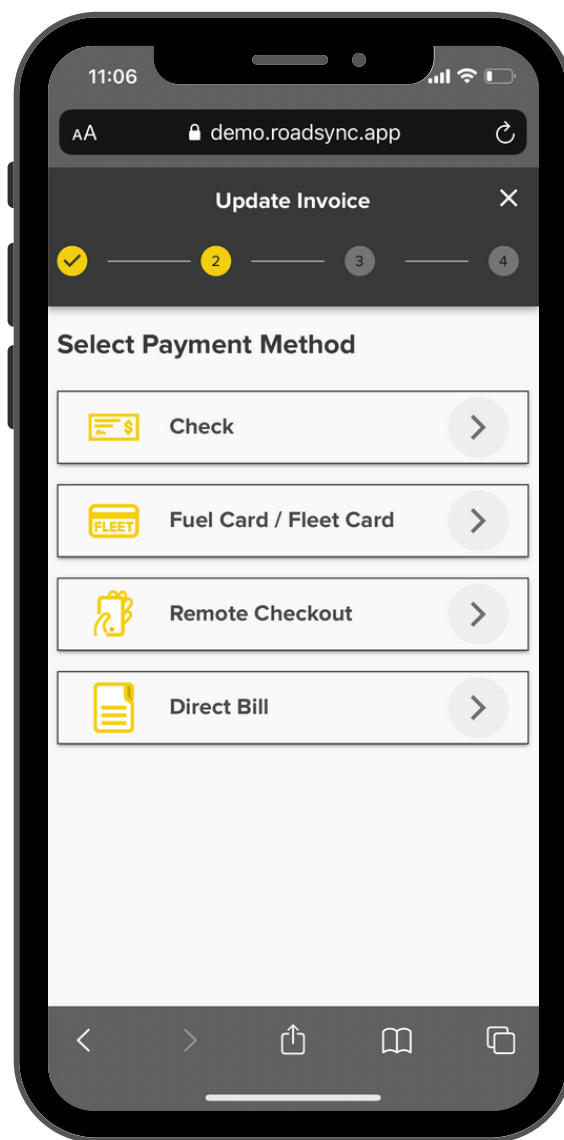 11:06
AA demo.roadsync.app
Update Invoice
2 3 4
Select Payment Method
$ Check
FLEET Fuel Card / Fleet Card
Remote Checkout
Direct Bill